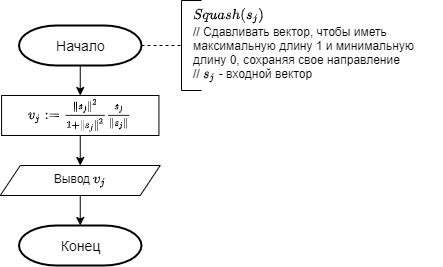 Начало
Squash(s_j)
// Сдавливать вектор, чтобы иметь
максимальную длину 1 и минимальную
длину 0, сохраняя свое направление
// s_j - входной вектор
v_j := \frac{\|s_j\|^2}{1+\|s_j\|^2} \frac{s_j}{\|s_j\|}
Вывод v_j
Конец